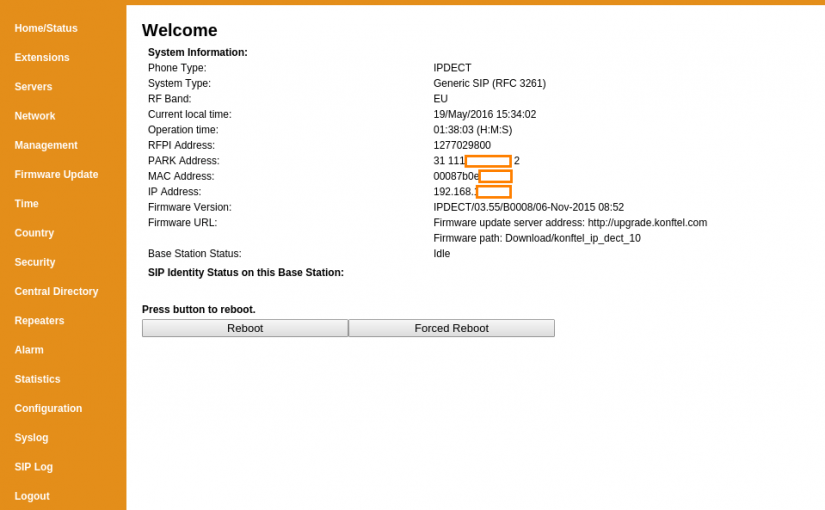 Home/Status
Extensions
Servers
Network
Management
Firmware Update
Time
Country
Security
Central Directory
Repeaters
Alarm
Statistics
Configuration
Syslog
SIP Log
Logout
Welcome
System Information:
Phone Type: IPDECT
System Type: Generic SIP (RFC 3261)
RF Band: EU
Current local time: 19/May/2016 15:34:02
Operation time: 01:38:03 (H:M:S)
RFPI Address: 1277029800
PARK Address: 31 111 2
MAC Address: 00087b0e
IP Address: 192.168.
Firmware Version: IPDECT/03.55/B0008/06-Nov-2015 08:52
Firmware URL: Firmware update server address: http://upgrade.konftel.com
Firmware path: Download/konftel_ip_dect_10
Base Station Status: Idle
SIP Identity Status on this Base Station:
Press button to reboot.
Reboot Forced Reboot